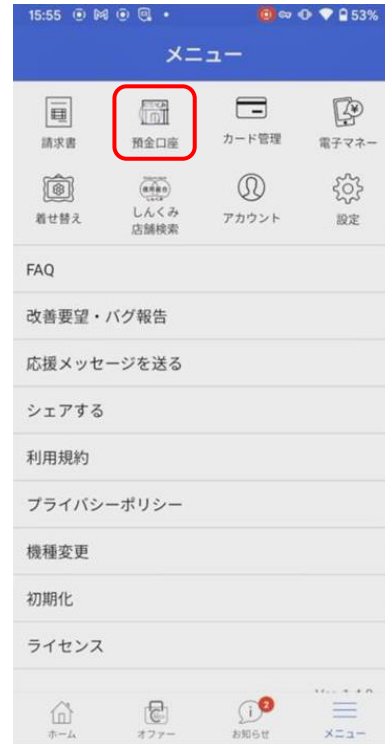 15:55 53%
メニュー
請求書 預金口座 カード管理 電子マネー
着せ替え しんくみ アカウント 設定
店舗検索
FAQ
改善要望・バグ報告
応援メッセージを送る
シェアする
利用規約
プライバシーポリシー
機種変更
初期化
ライセンス
2
ホーム オファー お知らせ メニュー